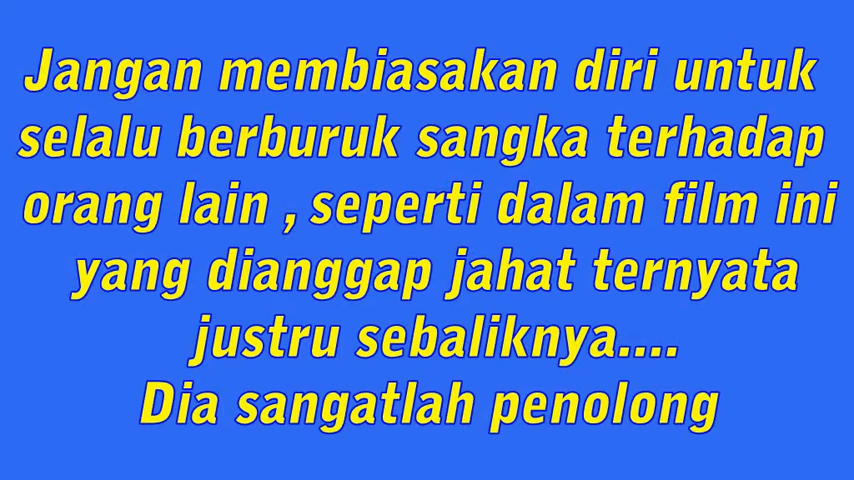 Jangan membiasakan diri untuk
selalu berburuk sangka terhadap
orang lain , seperti dalam film ini
yang dianggap jahat ternyata
justru sebaliknya....
Dia sangatlah penolong